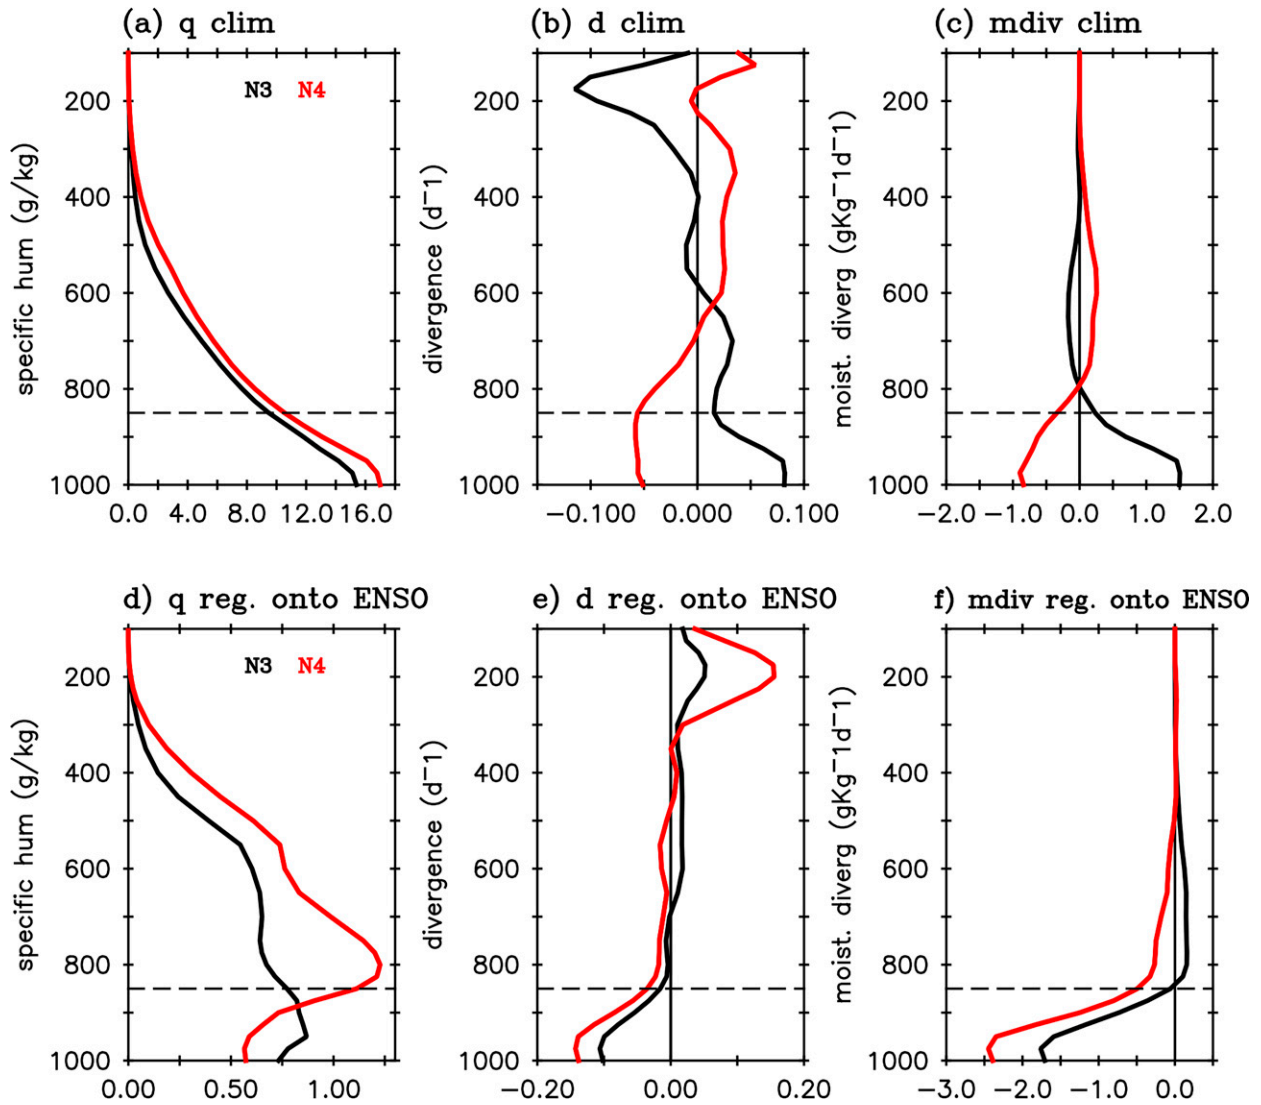 (a) q clim
(b) d clim
(c) mdiv clim
N3 N4
specific hum (g/kg)
200
400
600
800
1000
0.0 4.0 8.0 12.0 16.0
divergence (d−1)
200
400
600
800
1000
−0.100 0.000 0.100
moist. diverg (gKg−1d−1)
200
400
600
800
1000
−2.0 −1.0 0.0 1.0 2.0
d) q reg. onto ENSO
e) d reg. onto ENSO
f) mdiv reg. onto ENSO
N3 N4
specific hum (g/kg)
200
400
600
800
1000
0.00 0.50 1.00
divergence (d−1)
200
400
600
800
1000
−0.20 0.00 0.20
moist. diverg (gKg−1d−1)
200
400
600
800
1000
−3.0 −2.0 −1.0 0.0